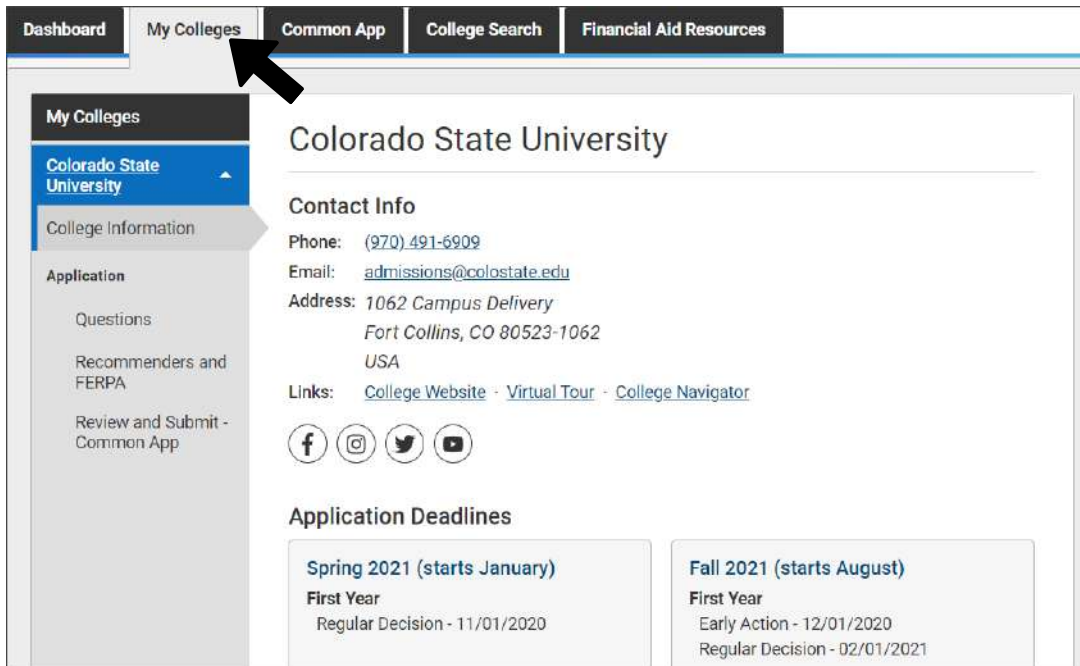 Dashboard
My Colleges
Common App
College Search
Financial Aid Resources
My Colleges
Colorado State
University
College Information
Application
Questions
Recommenders and
FERPA
Review and Submit -
Common App
Colorado State University
Contact Info
Phone: (970) 491-6909
Email: admissions@colostate.edu
Address: 1062 Campus Delivery
Fort Collins, CO 80523-1062
USA
Links: College Website - Virtual Tour - College Navigator
Application Deadlines
Spring 2021 (starts January)
First Year
Regular Decision - 11/01/2020
Fall 2021 (starts August)
First Year
Early Action - 12/01/2020
Regular Decision - 02/01/2021